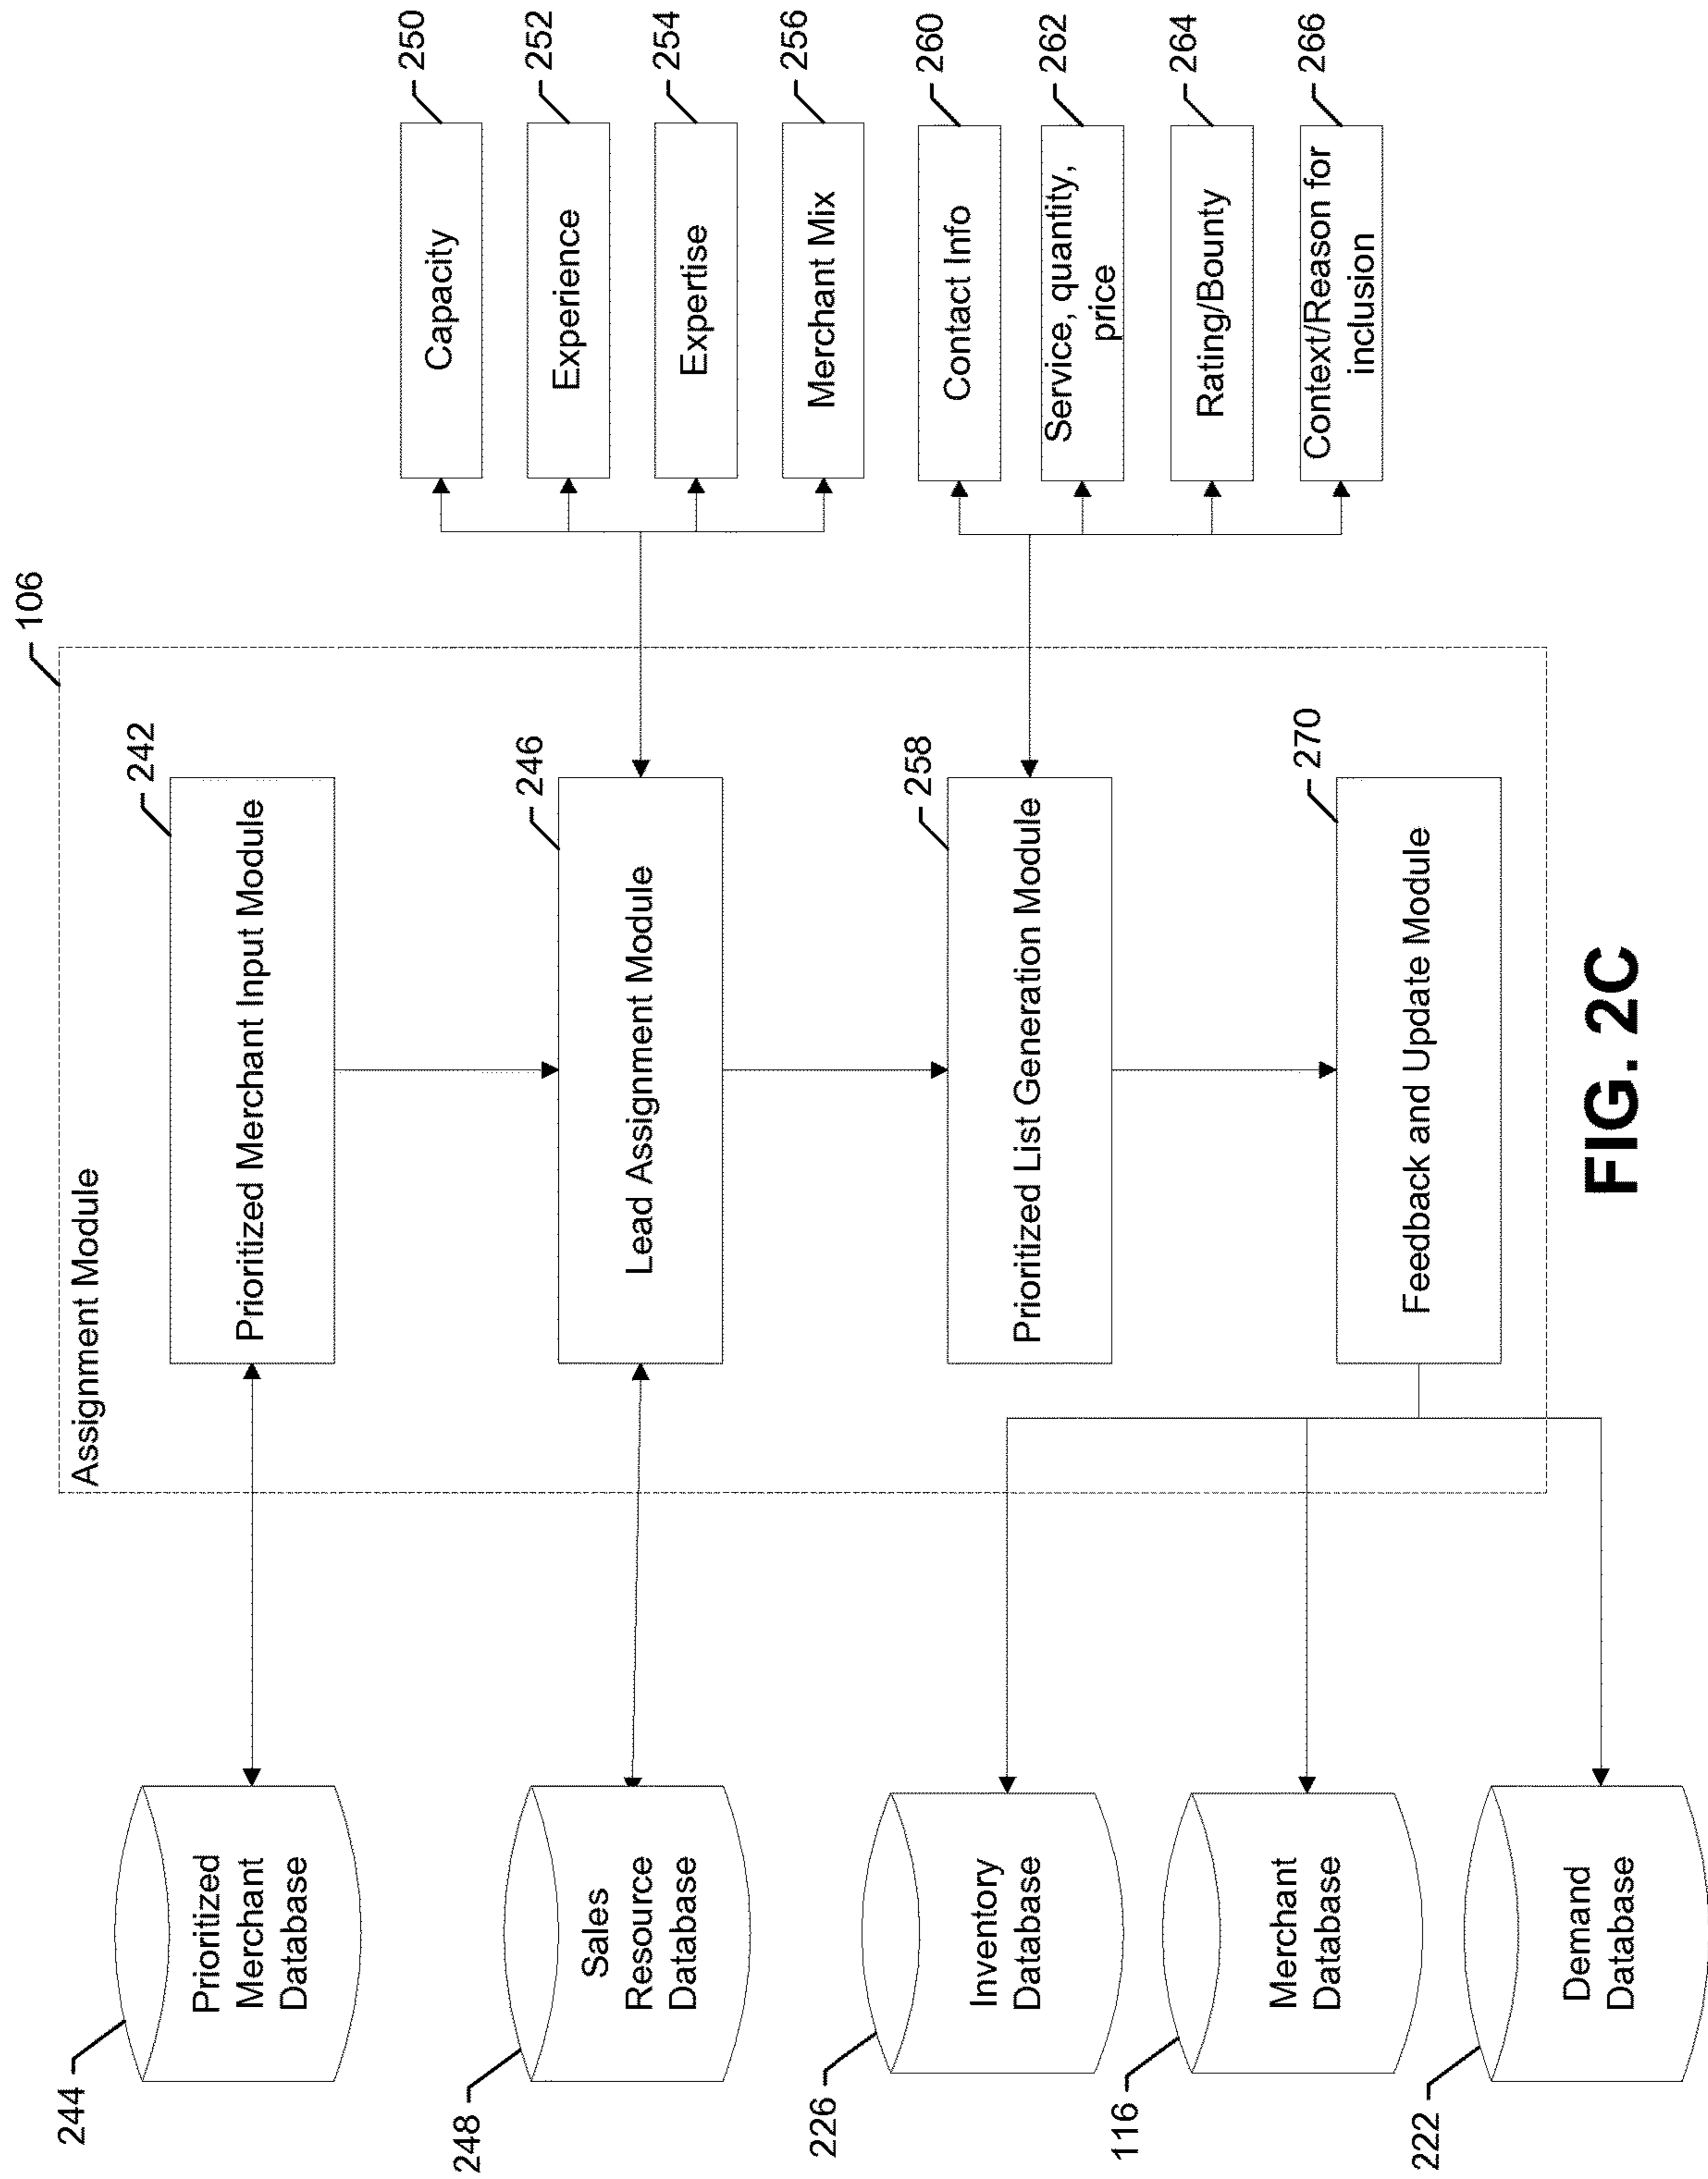 106
Assignment Module
244
Prioritized
Merchant
Database
242
Prioritized Merchant Input Module
250
Capacity
252
Experience
254
Expertise
256
Merchant Mix
248
Sales
Resource
Database
246
Lead Assignment Module
260
Contact Info
262
Service, quantity,
price
264
Rating/Bounty
266
Context/Reason for
inclusion
226
Inventory
Database
258
Prioritized List Generation Module
116
Merchant
Database
270
Feedback and Update Module
222
Demand
Database
FIG. 2C